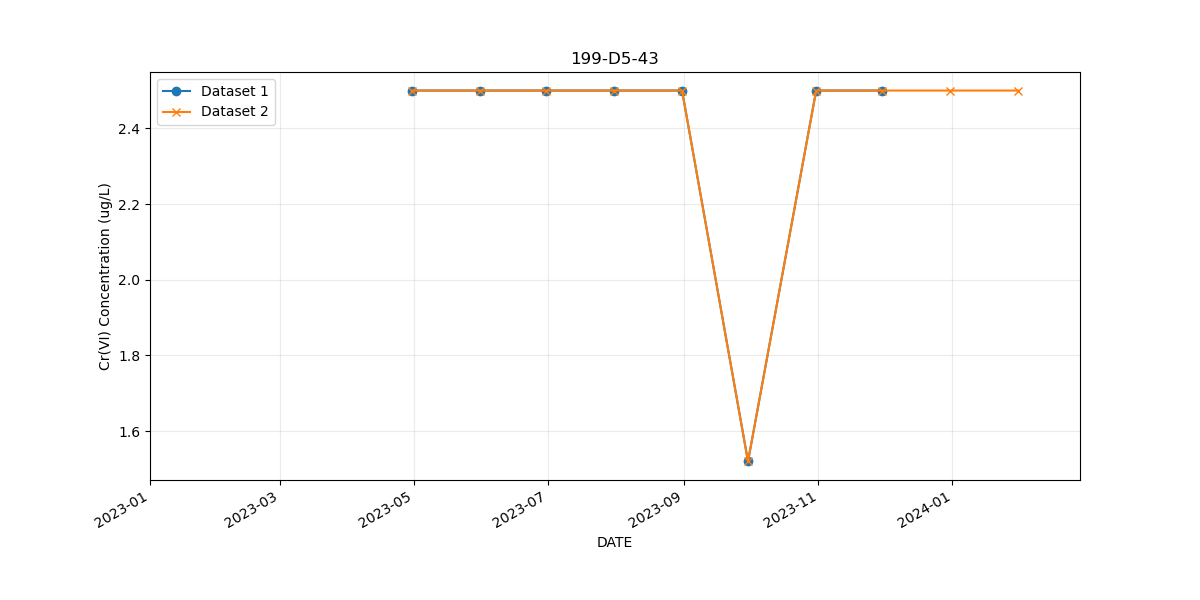 199-D5-43
Dataset 1
Dataset 2
Cr(VI) Concentration (ug/L)
2.4
2.2
2.0
1.8
1.6
2023-01
2023-03
2023-05
2023-07
2023-09
2023-11
2024-01
DATE